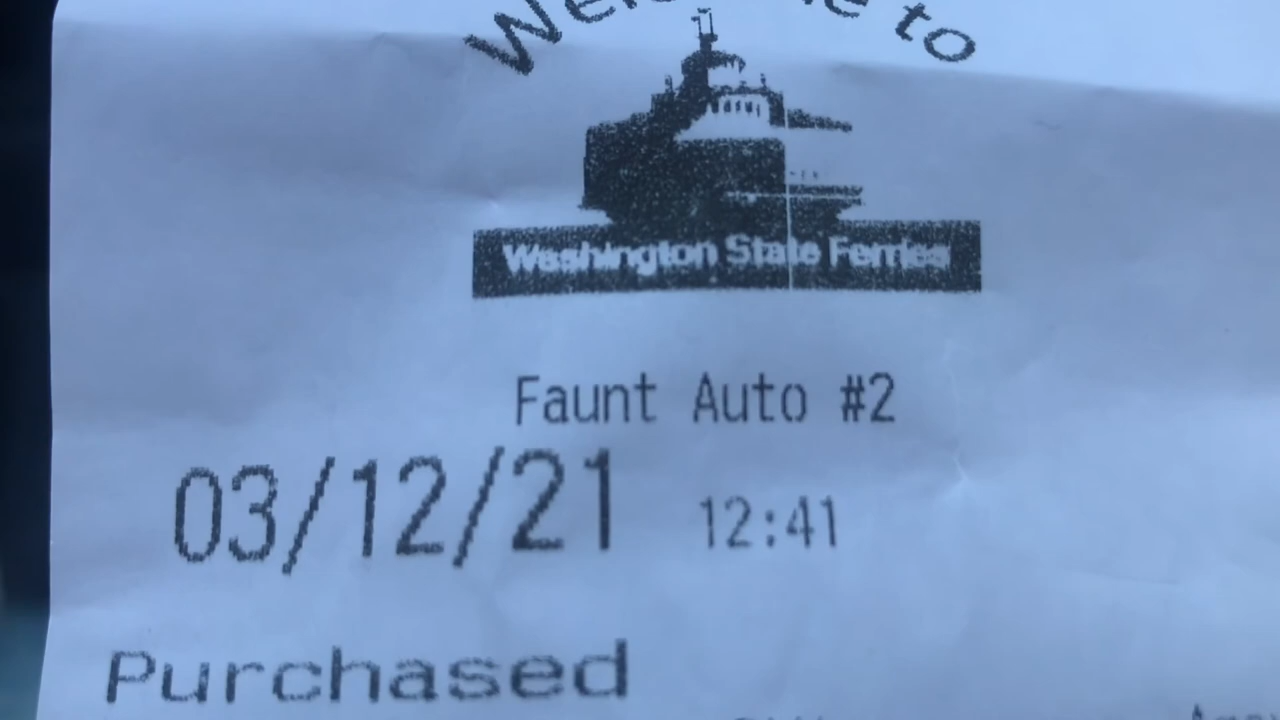 Welcome to
Washington State Ferries
Faunt Auto #2
03/12/21 12:41
Purchased